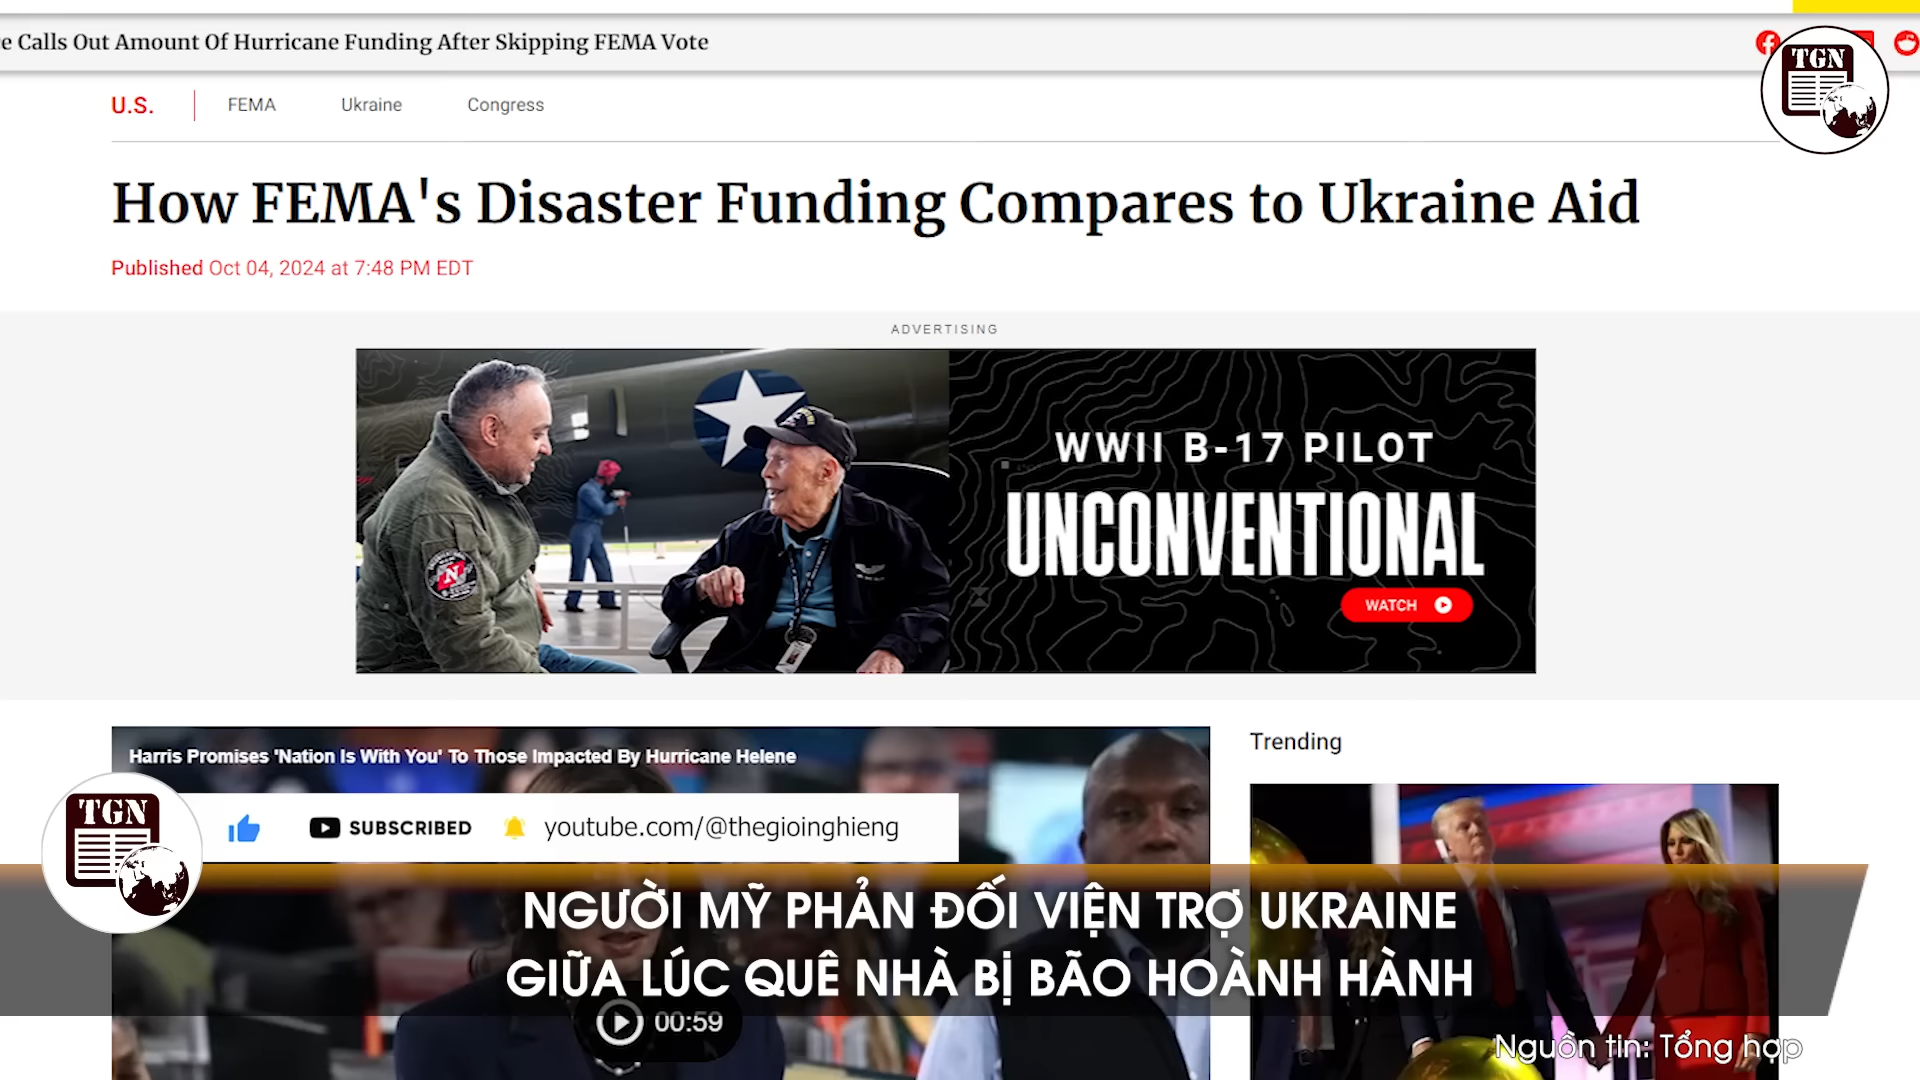 e Calls Out Amount Of Hurricane Funding After Skipping FEMA Vote
TGN
U.S. FEMA Ukraine Congress
How FEMA's Disaster Funding Compares to Ukraine Aid
Published Oct 04, 2024 at 7:48 PM EDT
ADVERTISING
WWII B-17 PILOT
UNCONVENTIONAL
WATCH
N
Harris Promises 'Nation Is With You' To Those Impacted By Hurricane Helene
Trending
TGN
SUBSCRIBED youtube.com/@thegioinghieng
NGƯỜI MỸ PHẢN ĐỐI VIỆN TRỢ UKRAINE
GIỮA LÚC QUÊ NHÀ BỊ BÃO HOÀNH HÀNH
00:59
Nguồn tin: Tổng hợp